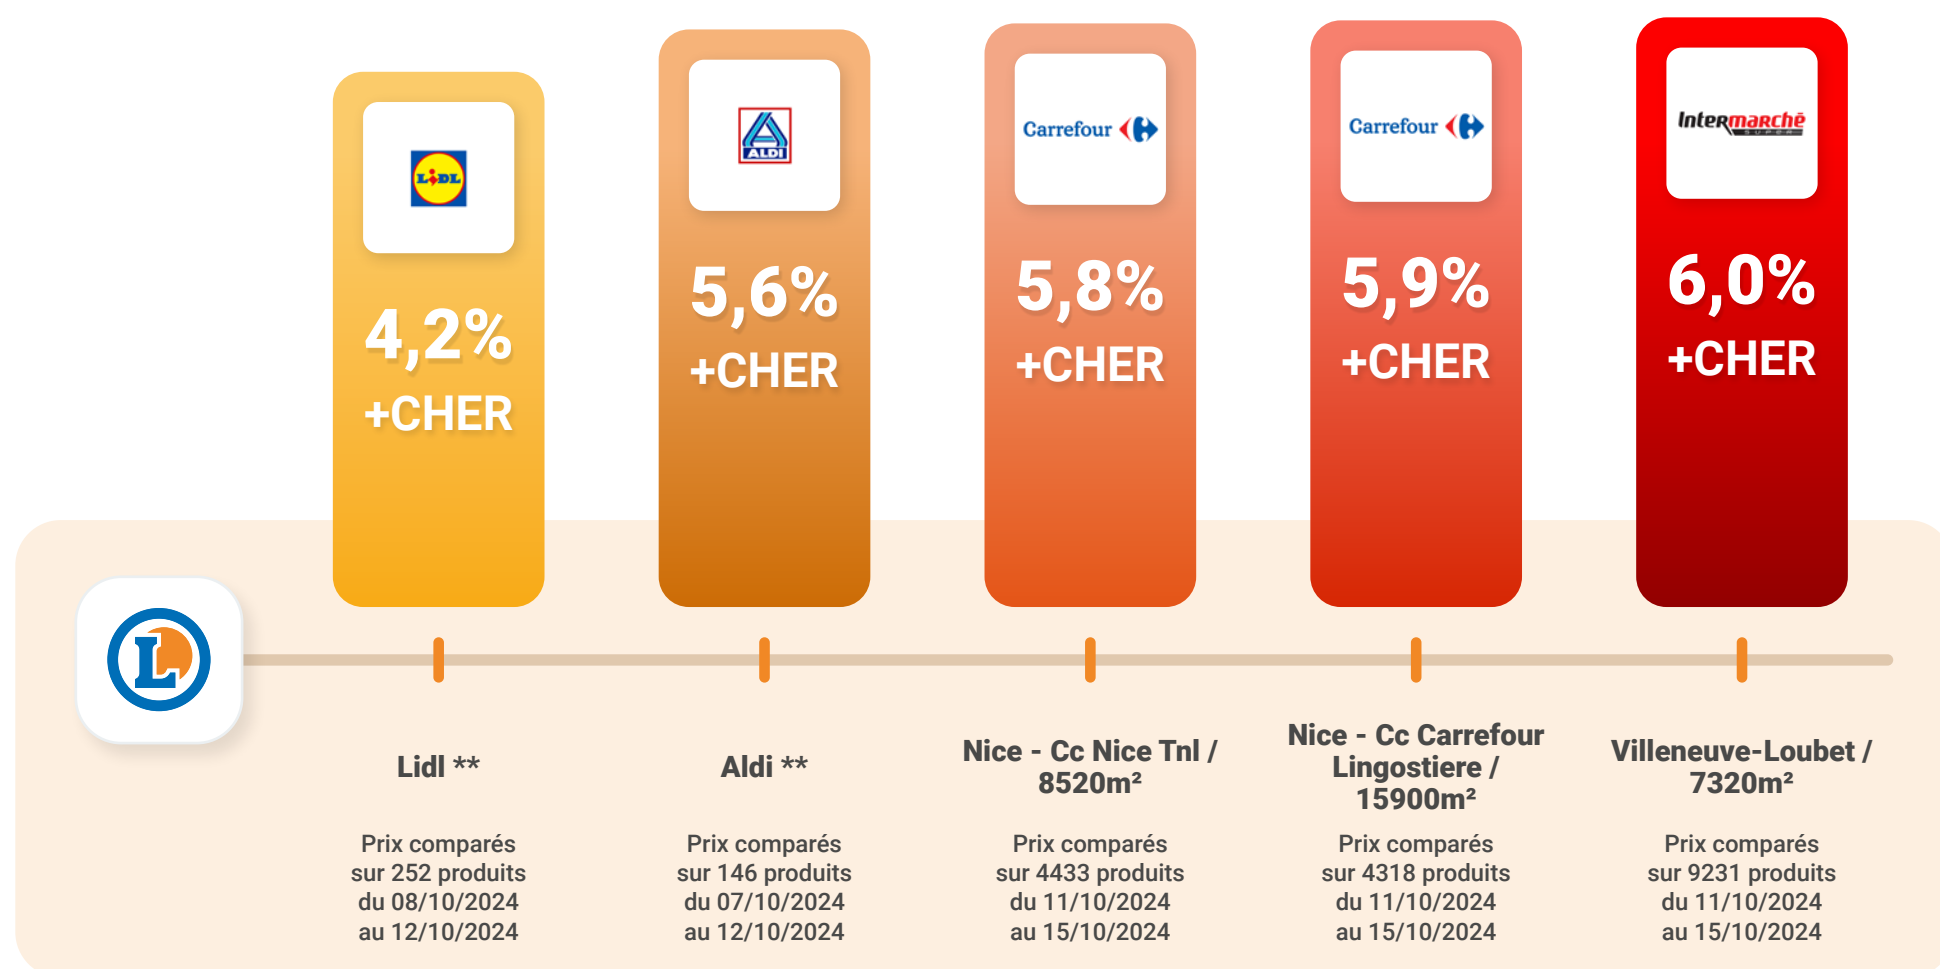 LIDL
4,2%
+CHER
ALDI
5,6%
+CHER
Carrefour
5,8%
+CHER
Carrefour
5,9%
+CHER
Intermarchē
SUPER
6,0%
+CHER
L
Lidl **
Prix comparés
sur 252 produits
du 08/10/2024
au 12/10/2024
Aldi **
Prix comparés
sur 146 produits
du 07/10/2024
au 12/10/2024
Nice - Cc Nice Tnl /
8520m²
Prix comparés
sur 4433 produits
du 11/10/2024
au 15/10/2024
Nice - Cc Carrefour
Lingostiere /
15900m²
Prix comparés
sur 4318 produits
du 11/10/2024
au 15/10/2024
Villeneuve-Loubet /
7320m²
Prix comparés
sur 9231 produits
du 11/10/2024
au 15/10/2024